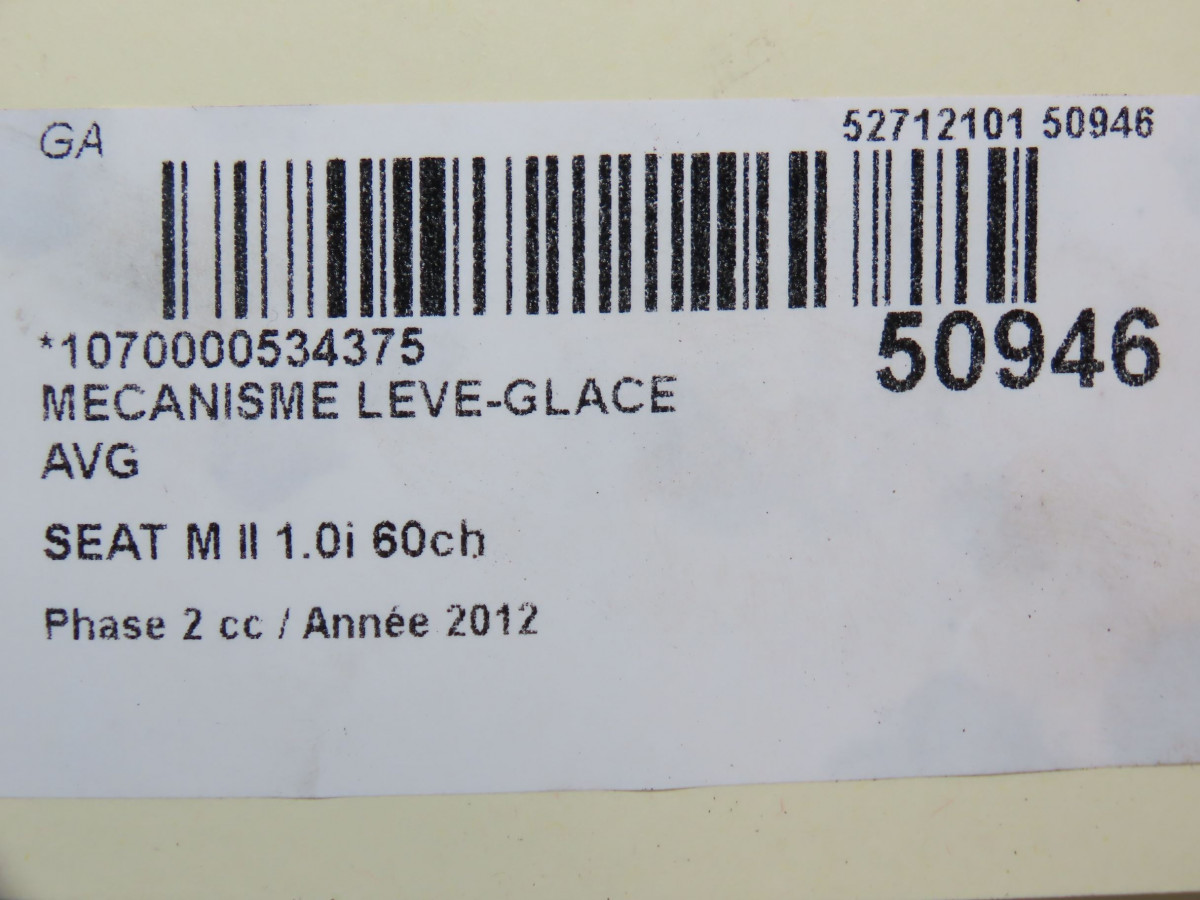 GA
52712101 50946
*1070000534375
50946
MECANISME LEVE-GLACE
AVG
SEAT M II 1.0i 60ch
Phase 2 cc / Année 2012